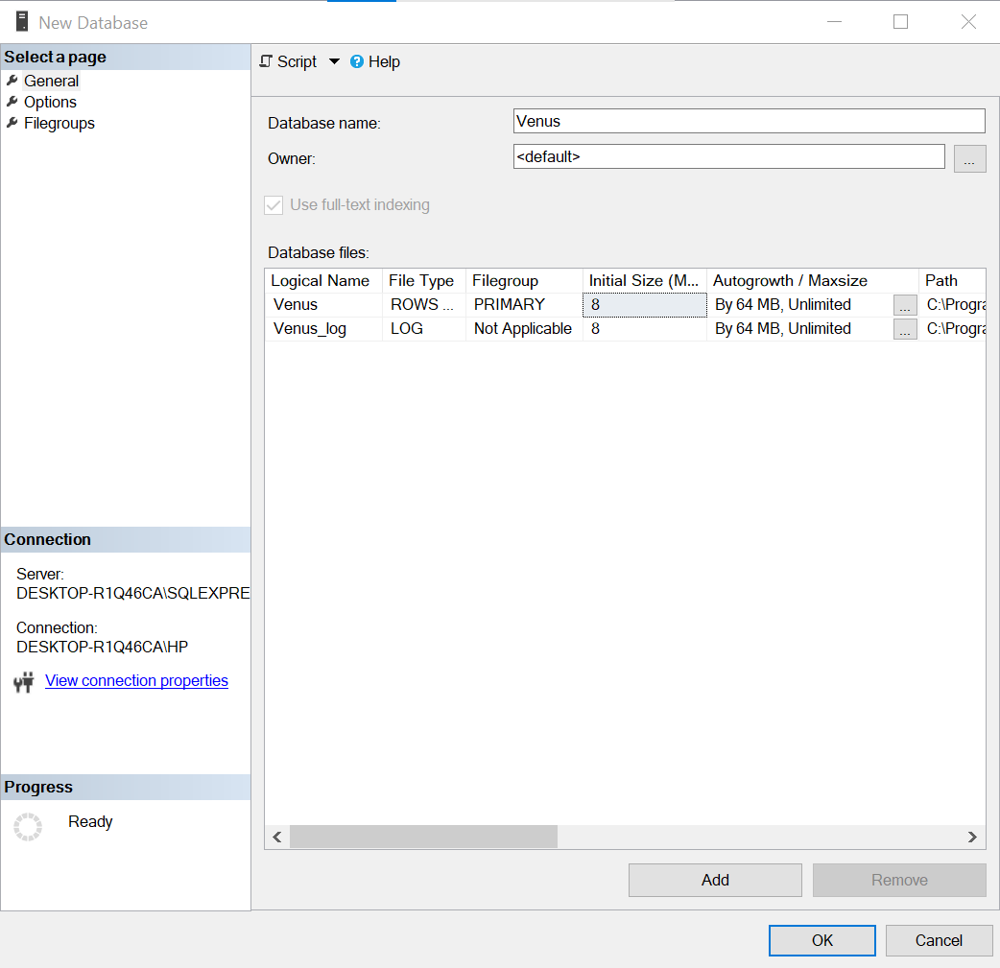 New Database
Select a page
General
Options
Filegroups
Script Help
Database name: Venus
Owner: <default> ...
Use full-text indexing
Database files:
Logical Name File Type Filegroup Initial Size (M... Autogrowth / Maxsize Path
Venus ROWS ... PRIMARY 8 By 64 MB, Unlimited ... C:\Progra
Venus_log LOG Not Applicable 8 By 64 MB, Unlimited ... C:\Progra
Connection
Server:
DESKTOP-R1Q46CA\SQLEXPRE
Connection:
DESKTOP-R1Q46CA\HP
View connection properties
Progress
Ready
Add Remove
OK Cancel